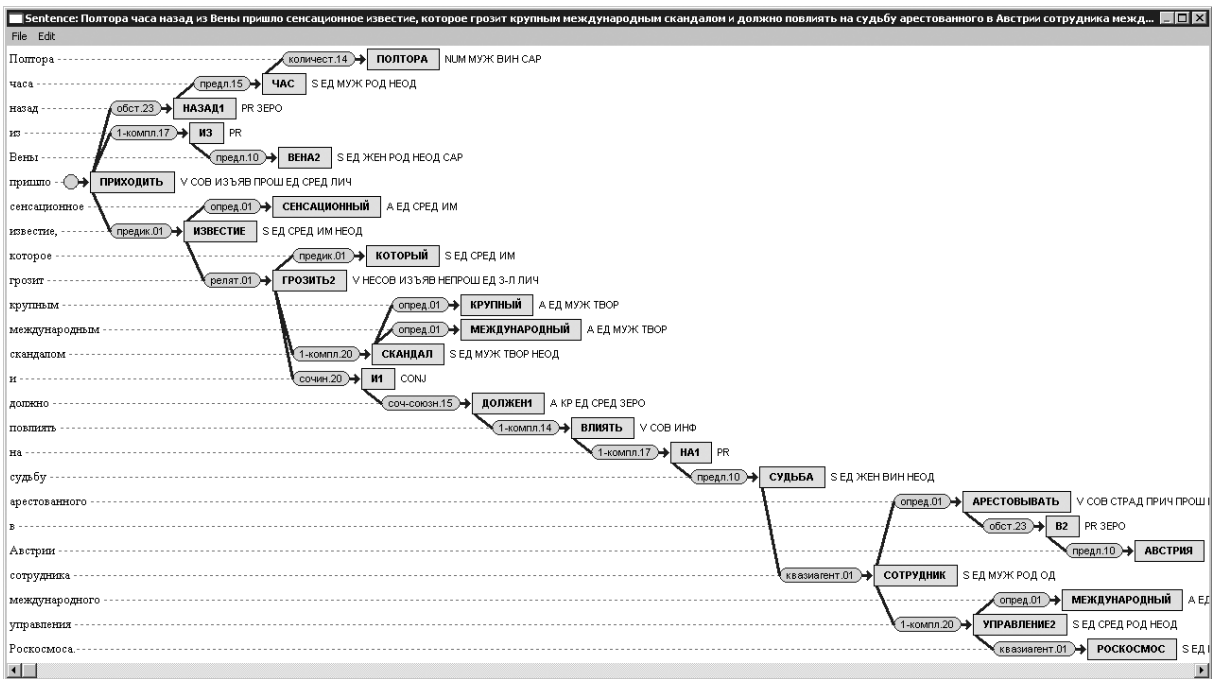 Sentence: Полтора часа назад из Вены пришло сенсационное известие, которое грозит крупным международным скандалом и должно повлиять на судьбу арестованного в Австрии сотрудника межд...
File Edit
Полтора количест.14 ПОЛТОРА NUM МУЖ ВИН CAP
часа предл.15 ЧАС S ЕД МУЖ РОД НЕОД
назад обст.23 НАЗАД1 PR ЗЕРО
из 1-компл.17 ИЗ PR
Вены предл.10 ВЕНА2 S ЕД ЖЕН РОД НЕОД CAP
пришло ПРИХОДИТЬ V СОВ ИЗЪЯВ ПРОШ ЕД СРЕД ЛИЧ
сенсационное опред.01 СЕНСАЦИОННЫЙ A ЕД СРЕД ИМ
известие, предик.01 ИЗВЕСТИЕ S ЕД СРЕД ИМ НЕОД
которое предик.01 КОТОРЫЙ S ЕД СРЕД ИМ
грозит релят.01 ГРОЗИТЬ2 V НЕСОВ ИЗЪЯВ НЕПРОШ ЕД 3-Л ЛИЧ
крупным опред.01 КРУПНЫЙ A ЕД МУЖ ТВОР
международным опред.01 МЕЖДУНАРОДНЫЙ A ЕД МУЖ ТВОР
скандалом 1-компл.20 СКАНДАЛ S ЕД МУЖ ТВОР НЕОД
и сочин.20 И1 CONJ
должно соч-союзн.15 ДОЛЖЕН1 A КР ЕД СРЕД ЗЕРО
повлиять 1-компл.14 ВЛИЯТЬ V СОВ ИНФ
на 1-компл.17 НА1 PR
судьбу предл.10 СУДЬБА S ЕД ЖЕН ВИН НЕОД
арестованного опред.01 АРЕСТОВЫВАТЬ V СОВ СТРАД ПРИЧ ПРОШ
в обст.23 В2 PR ЗЕРО
Австрии предл.10 АВСТРИЯ
сотрудника квазиагент.01 СОТРУДНИК S ЕД МУЖ РОД ОД
международного опред.01 МЕЖДУНАРОДНЫЙ A ЕД
управления 1-компл.20 УПРАВЛЕНИЕ2 S ЕД СРЕД РОД НЕОД
Роскосмоса. квазиагент.01 РОСКОСМОС S ЕД